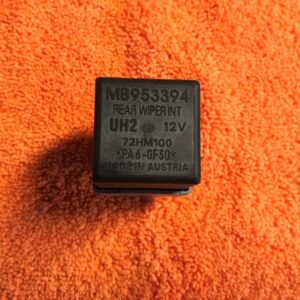 MB953394
REAR WIPER INT
UH2 12V
72HM100
>PA6-GF30<
MADE IN AUSTRIA